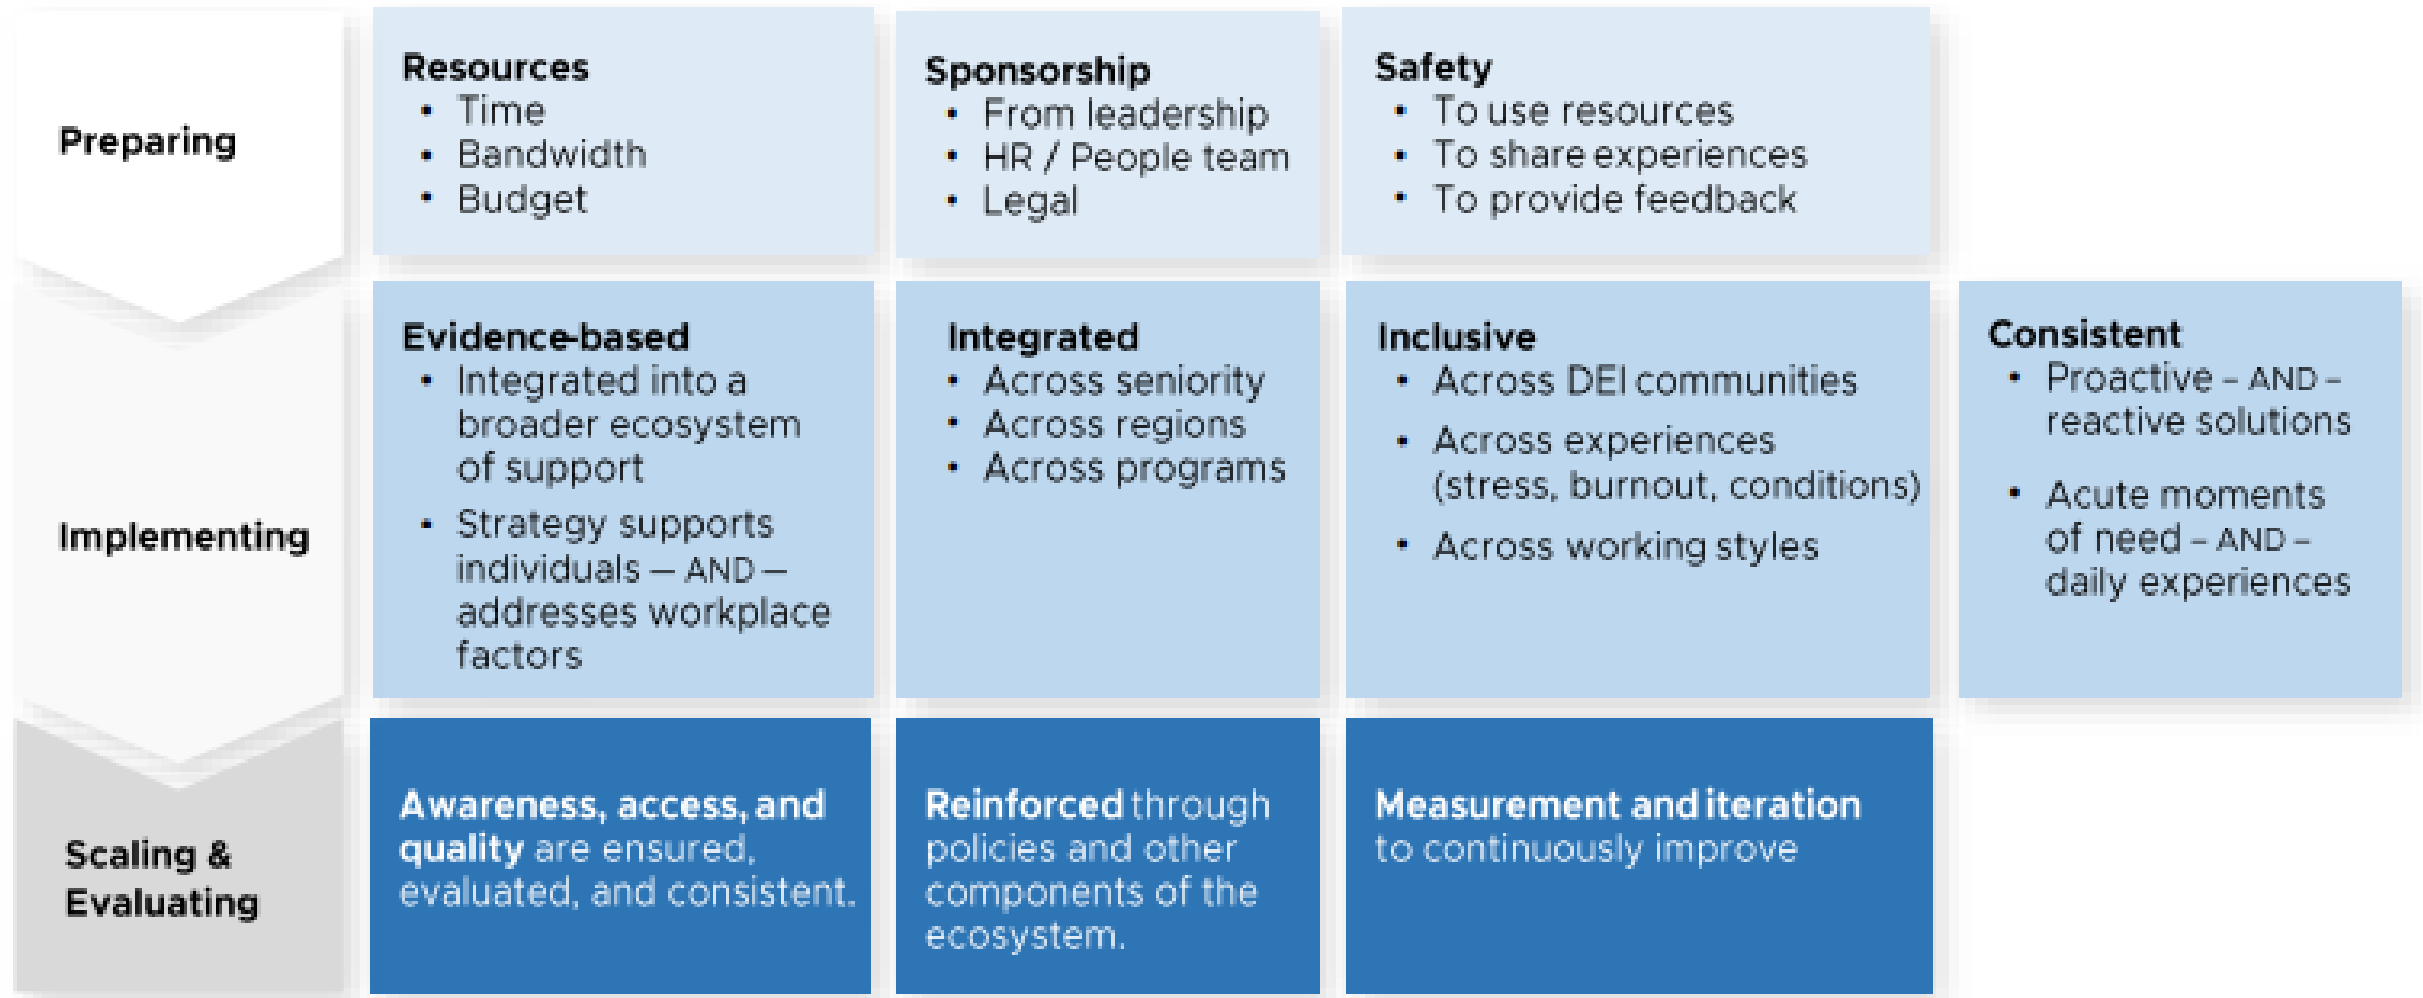 Preparing
Resources
• Time
• Bandwidth
• Budget
Sponsorship
• From leadership
• HR / People team
• Legal
Safety
• To use resources
• To share experiences
• To provide feedback
Implementing
Evidence-based
• Integrated into a
broader ecosystem
of support
• Strategy supports
individuals — AND —
addresses workplace
factors
Integrated
• Across seniority
• Across regions
• Across programs
Inclusive
• Across DEI communities
• Across experiences
(stress, burnout, conditions)
• Across working styles
Consistent
• Proactive – AND –
reactive solutions
• Acute moments
of need – AND –
daily experiences
Scaling &
Evaluating
Awareness, access, and
quality are ensured,
evaluated, and consistent.
Reinforced through
policies and other
components of the
ecosystem.
Measurement and iteration
to continuously improve